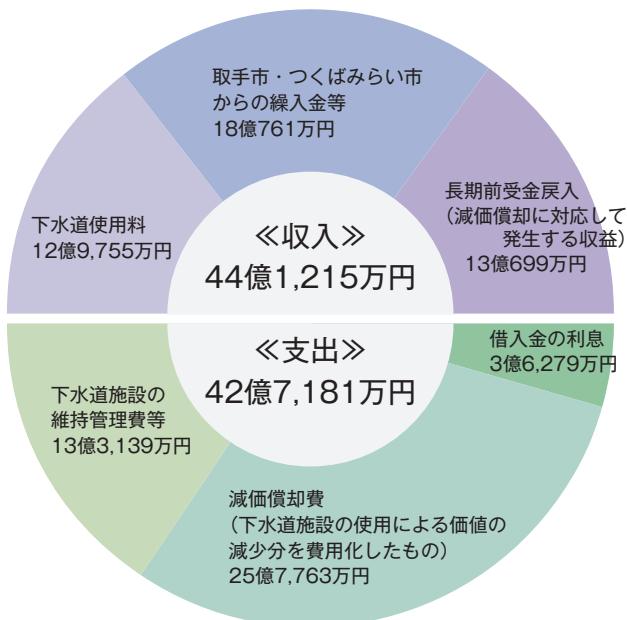 取手市・つくばみらい市
からの繰入金等
18億761万円
下水道使用料
12億9,755万円
長期前受金戻入
(減価償却に対応して
発生する収益)
13億699万円
≪収入≫
44億1,215万円
≪支出≫
42億7,181万円
借入金の利息
3億6,279万円
下水道施設の
維持管理費等
13億3,139万円
減価償却費
(下水道施設の使用による価値の
減少分を費用化したもの)
25億7,763万円